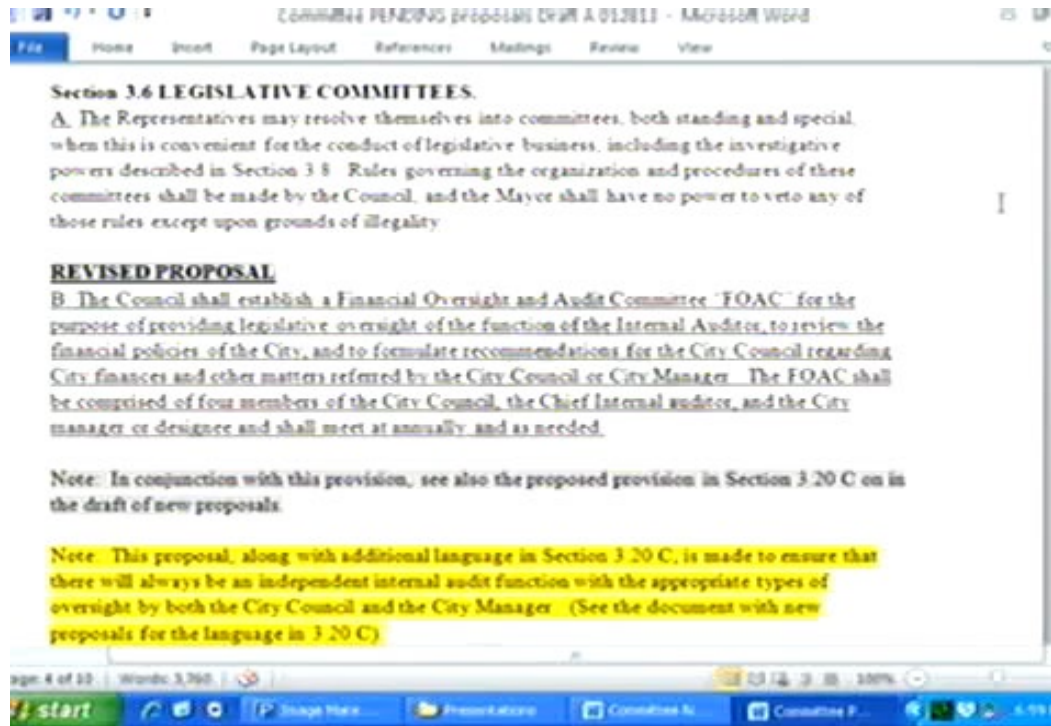 Committee PENDING proposals Draft A 012811 - Microsoft Word
File Home Insert Page Layout References Mailings Review View
Section 3.6 LEGISLATIVE COMMITTEES.
A. The Representatives may resolve themselves into committees, both standing and special,
when this is convenient for the conduct of legislative business, including the investigative
powers described in Section 3.8. Rules governing the organization and procedures of these
committees shall be made by the Council, and the Mayor shall have no power to veto any of
those rules except upon grounds of illegality.
REVISED PROPOSAL
B. The Council shall establish a Financial Oversight and Audit Committee "FOAC" for the
purpose of providing legislative oversight of the function of the Internal Auditor, to review the
financial policies of the City, and to formulate recommendations for the City Council regarding
City finances and other matters referred by the City Council or City Manager. The FOAC shall
be comprised of four members of the City Council, the Chief Internal auditor, and the City
manager or designee and shall meet at annually and as needed.
Note: In conjunction with this provision, see also the proposed provision in Section 3.20 C on in
the draft of new proposals.
Note: This proposal, along with additional language in Section 3.20 C, is made to ensure that
there will always be an independent internal audit function with the appropriate types of
oversight by both the City Council and the City Manager. (See the document with new
proposals for the language in 3.20 C)
Page: 4 of 10 Words: 3,760 100%
start Image Mate... Presentations Committee N... Committee P...